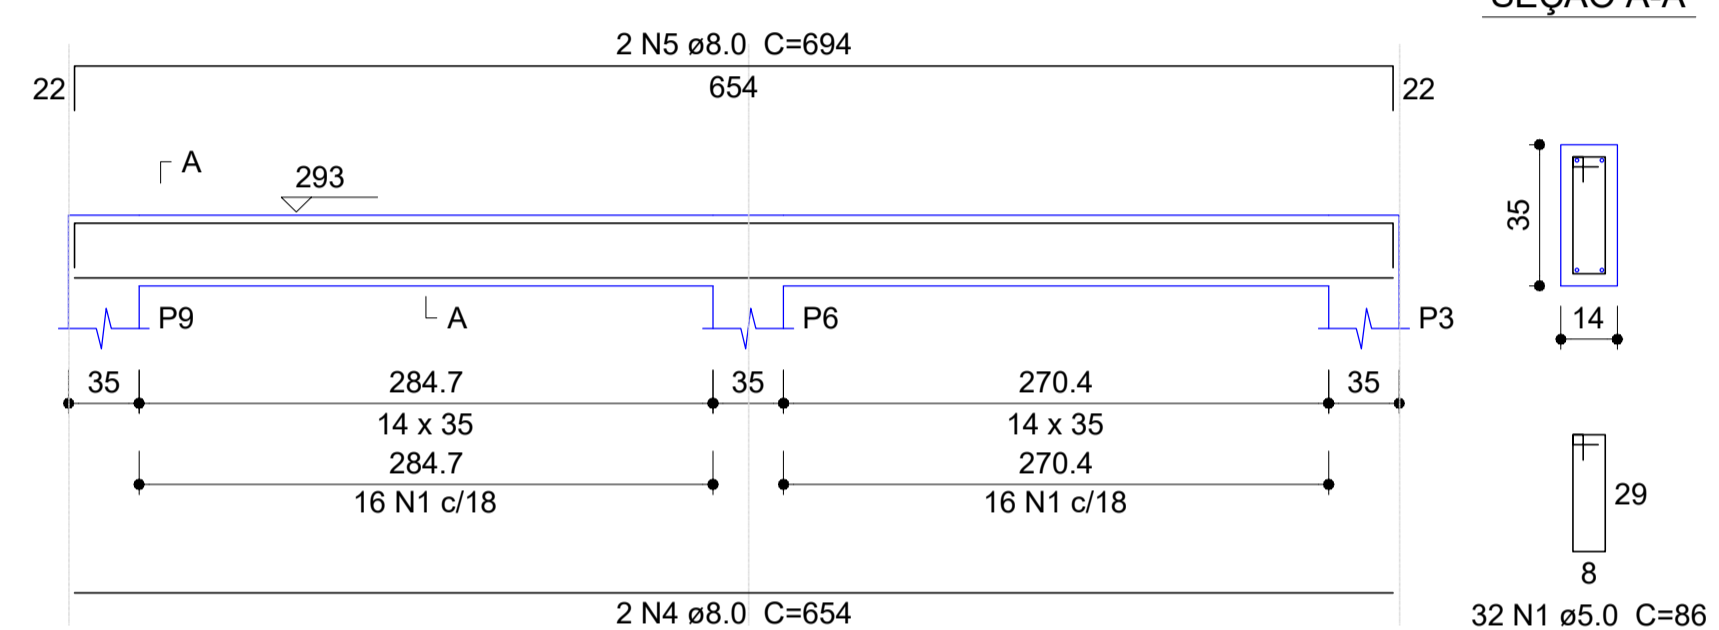 SEÇÃO A-A
2 N5 ø8.0 C=694
22
654
22
A
293
35
P9
A
P6
P3
14
35
284.7
35
270.4
35
14 x 35
14 x 35
284.7
270.4
16 N1 c/18
16 N1 c/18
29
8
2 N4 ø8.0 C=654
32 N1 ø5.0 C=86